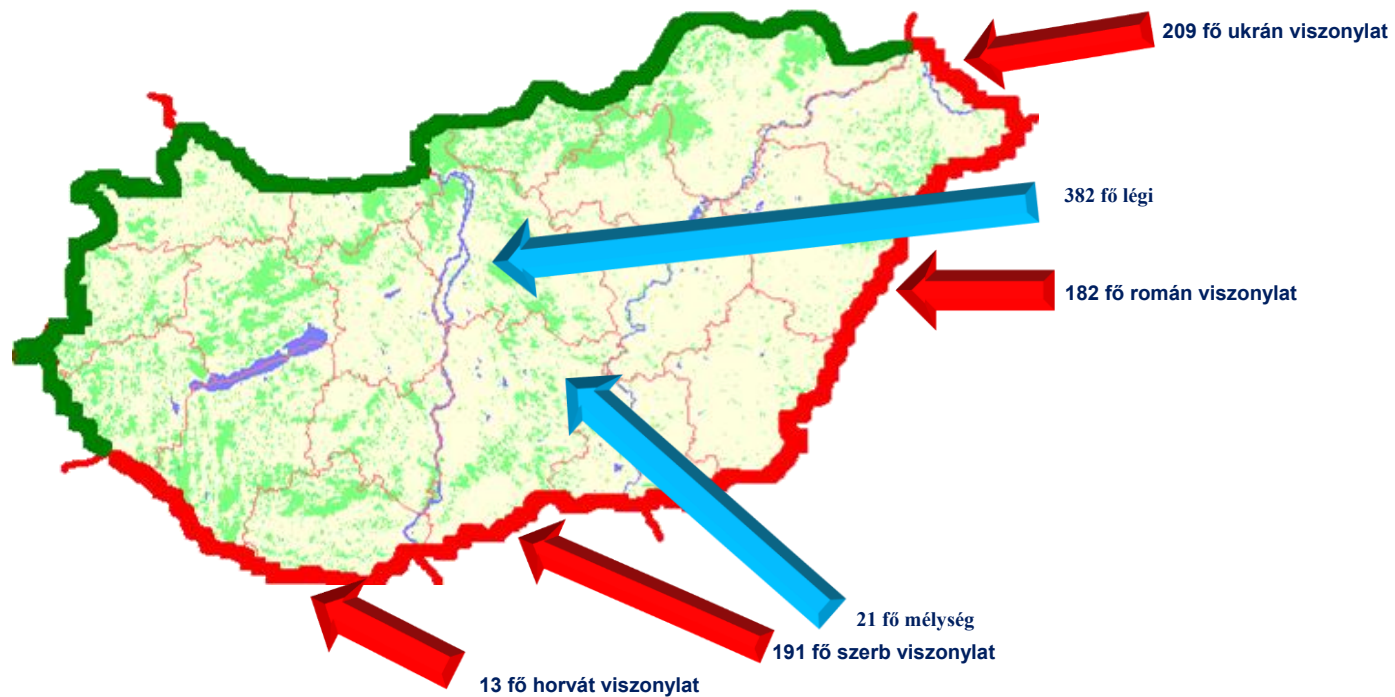 209 fő ukrán viszonylat
382 fő légi
182 fő román viszonylat
21 fő mélység
191 fő szerb viszonylat
13 fő horvát viszonylat